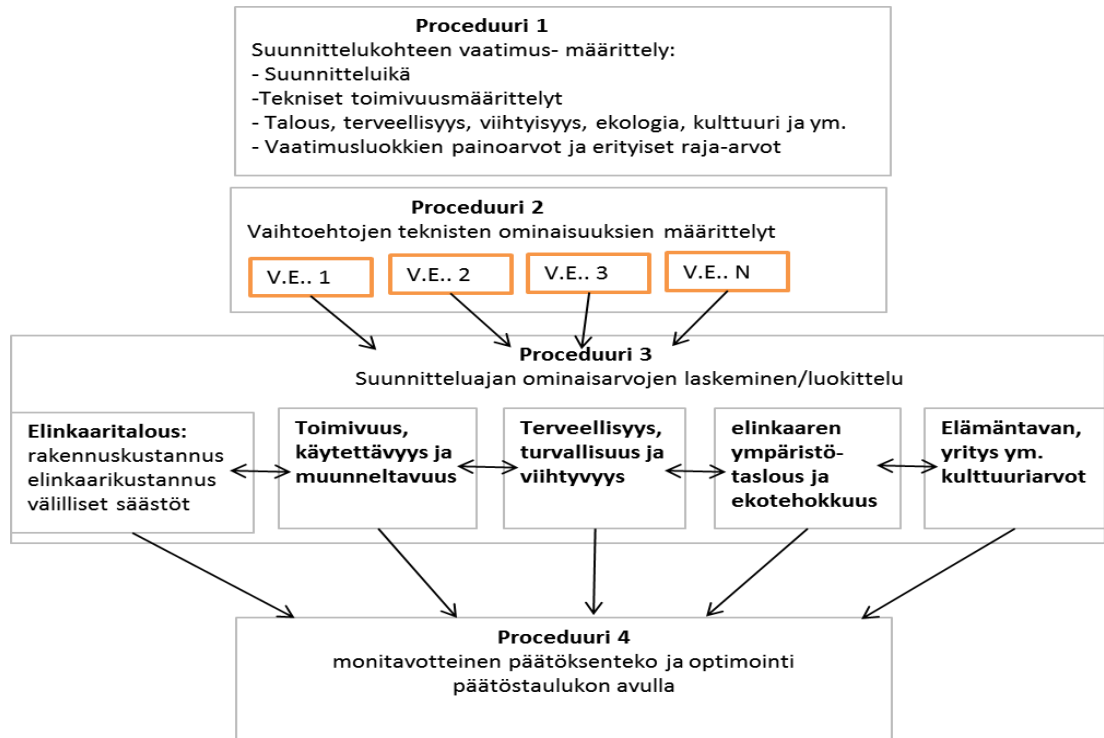 Proceduuri 1
Suunnittelukohteen vaatimus- määrittely:
- Suunnitteluikä
-Tekniset toimivuusmäärittelyt
- Talous, terveellisyys, viihtyisyys, ekologia, kulttuuri ja ym.
- Vaatimusluokkien painoarvot ja erityiset raja-arvot
Proceduuri 2
Vaihtoehtojen teknisten ominaisuuksien määrittelyt
V.E.. 1
V.E.. 2
V.E.. 3
V.E.. N
Proceduuri 3
Suunnitteluajan ominaisarvojen laskeminen/luokittelu
Elinkaaritalous:
rakennuskustannus
elinkaarikustannus
välilliset säästöt
Toimivuus,
käytettävyys ja
muunneltavuus
Terveellisyys,
turvallisuus ja
viihtyvyys
elinkaaren
ympäristö-
taslous ja
ekotehokkuus
Elämäntavan,
yritys ym.
kulttuuriarvot
Proceduuri 4
monitavotteinen päätöksenteko ja optimointi
päätöstaulukon avulla